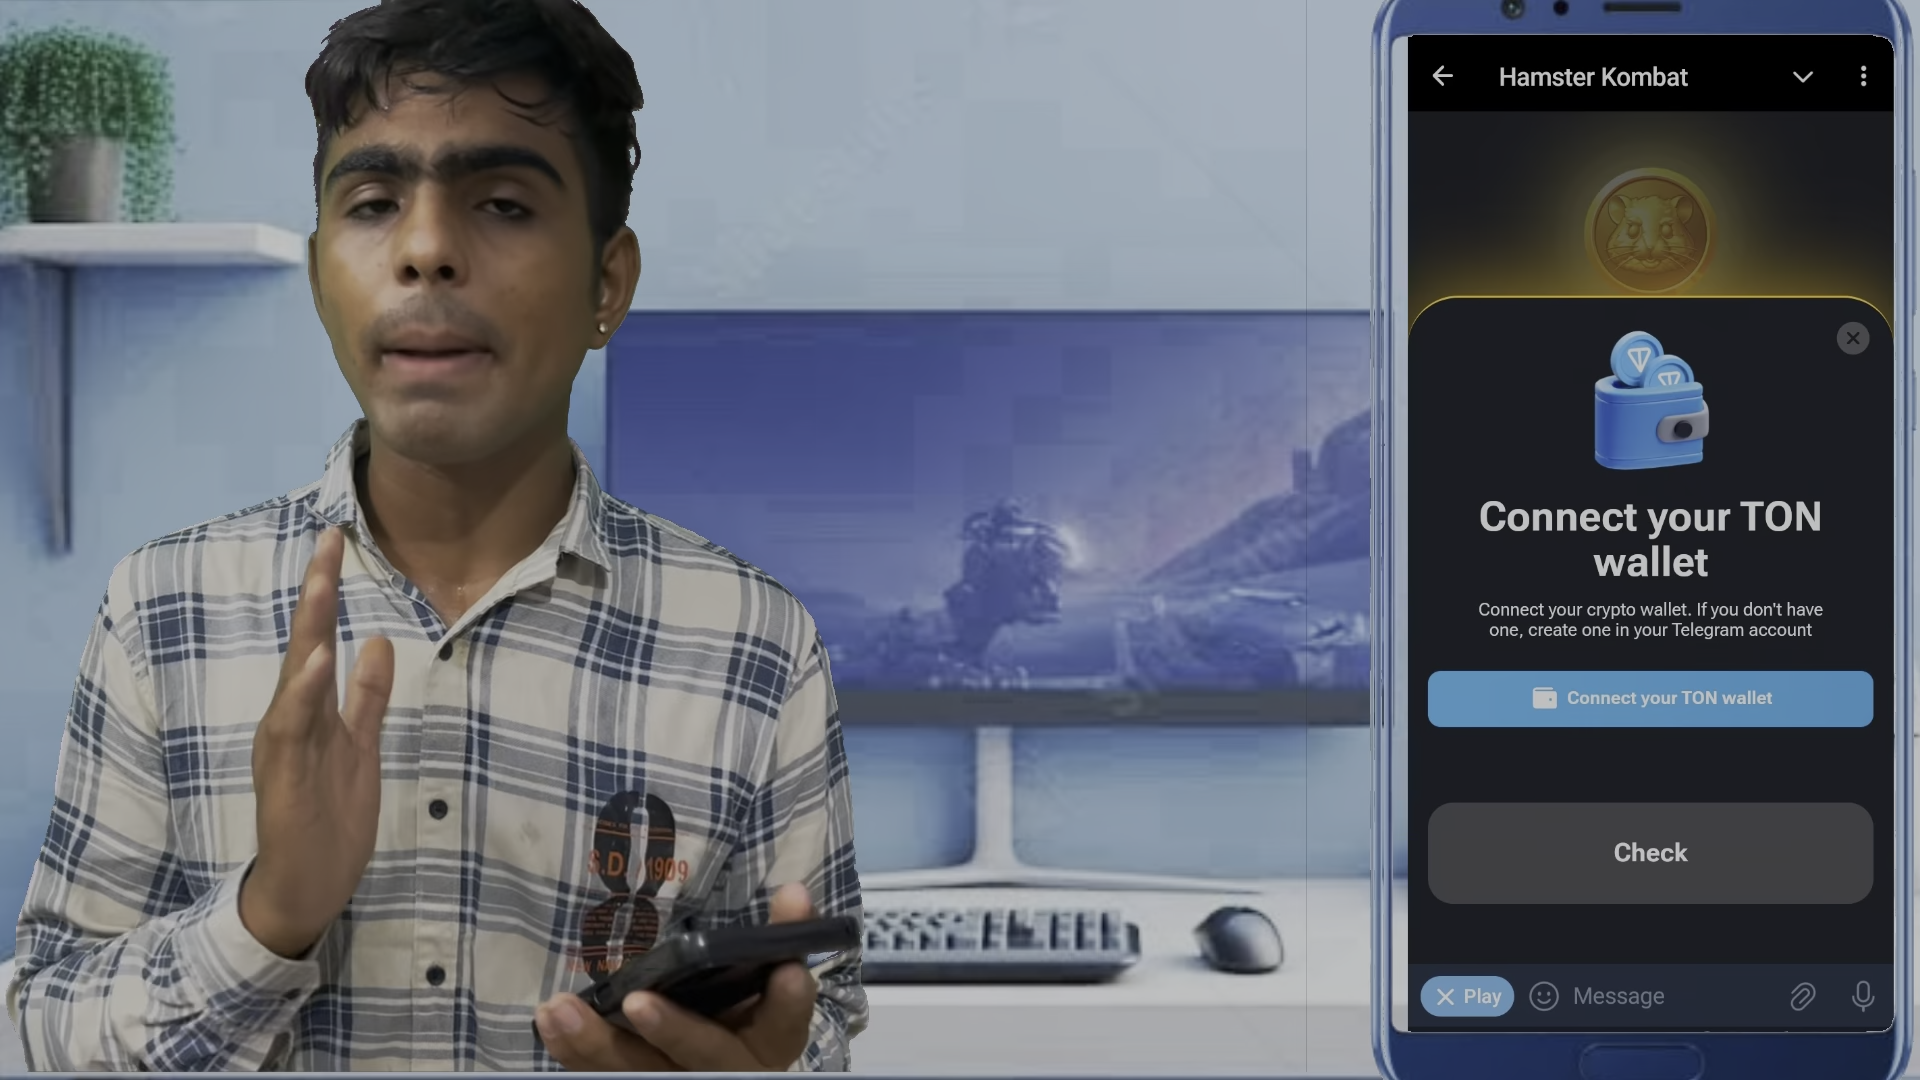 Hamster Kombat
Connect your TON
wallet
Connect your crypto wallet. If you don't have
one, create one in your Telegram account
Connect your TON wallet
Check
Play
Message
S.D. 1909